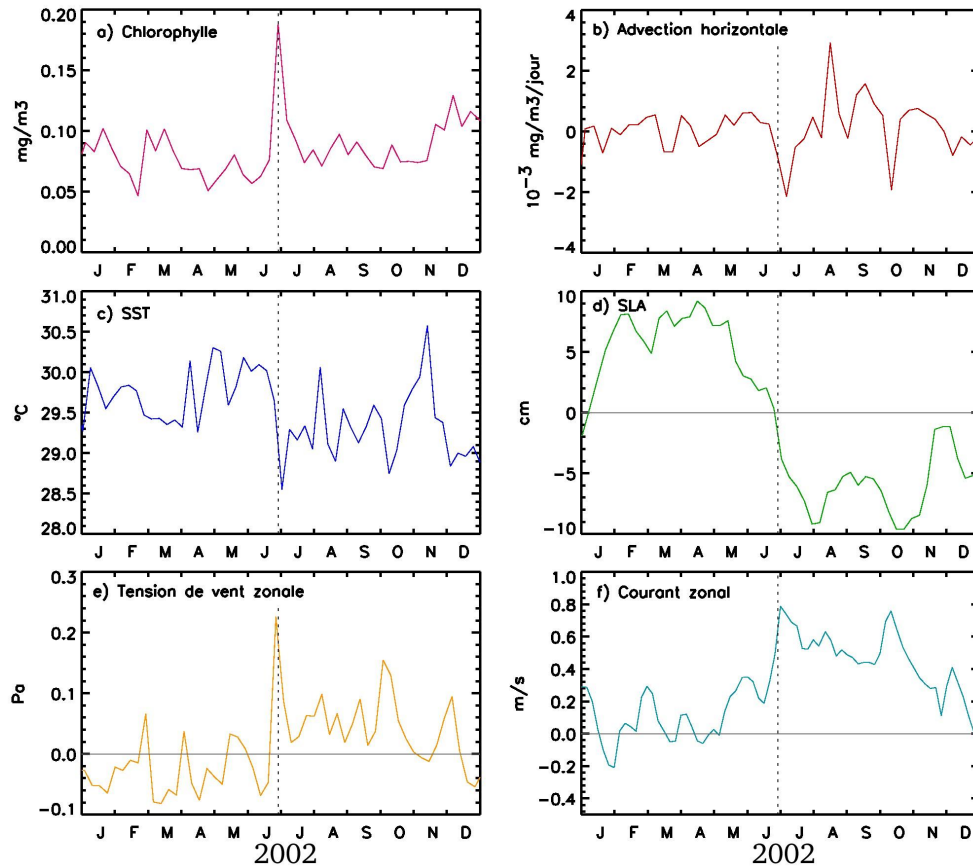 a) Chlorophylle
mg/m3
0.20
0.15
0.10
0.05
0.00
J F M A M J J A S O N D
b) Advection horizontale
10⁻³ mg/m3/jour
4
2
0
−2
−4
J F M A M J J A S O N D
c) SST
°C
31.0
30.5
30.0
29.5
29.0
28.5
28.0
J F M A M J J A S O N D
d) SLA
cm
10
5
0
−5
−10
J F M A M J J A S O N D
e) Tension de vent zonale
Pa
0.3
0.2
0.1
0.0
−0.1
J F M A M J J A S O N D
2002
f) Courant zonal
m/s
1.0
0.8
0.6
0.4
0.2
0.0
−0.2
−0.4
J F M A M J J A S O N D
2002